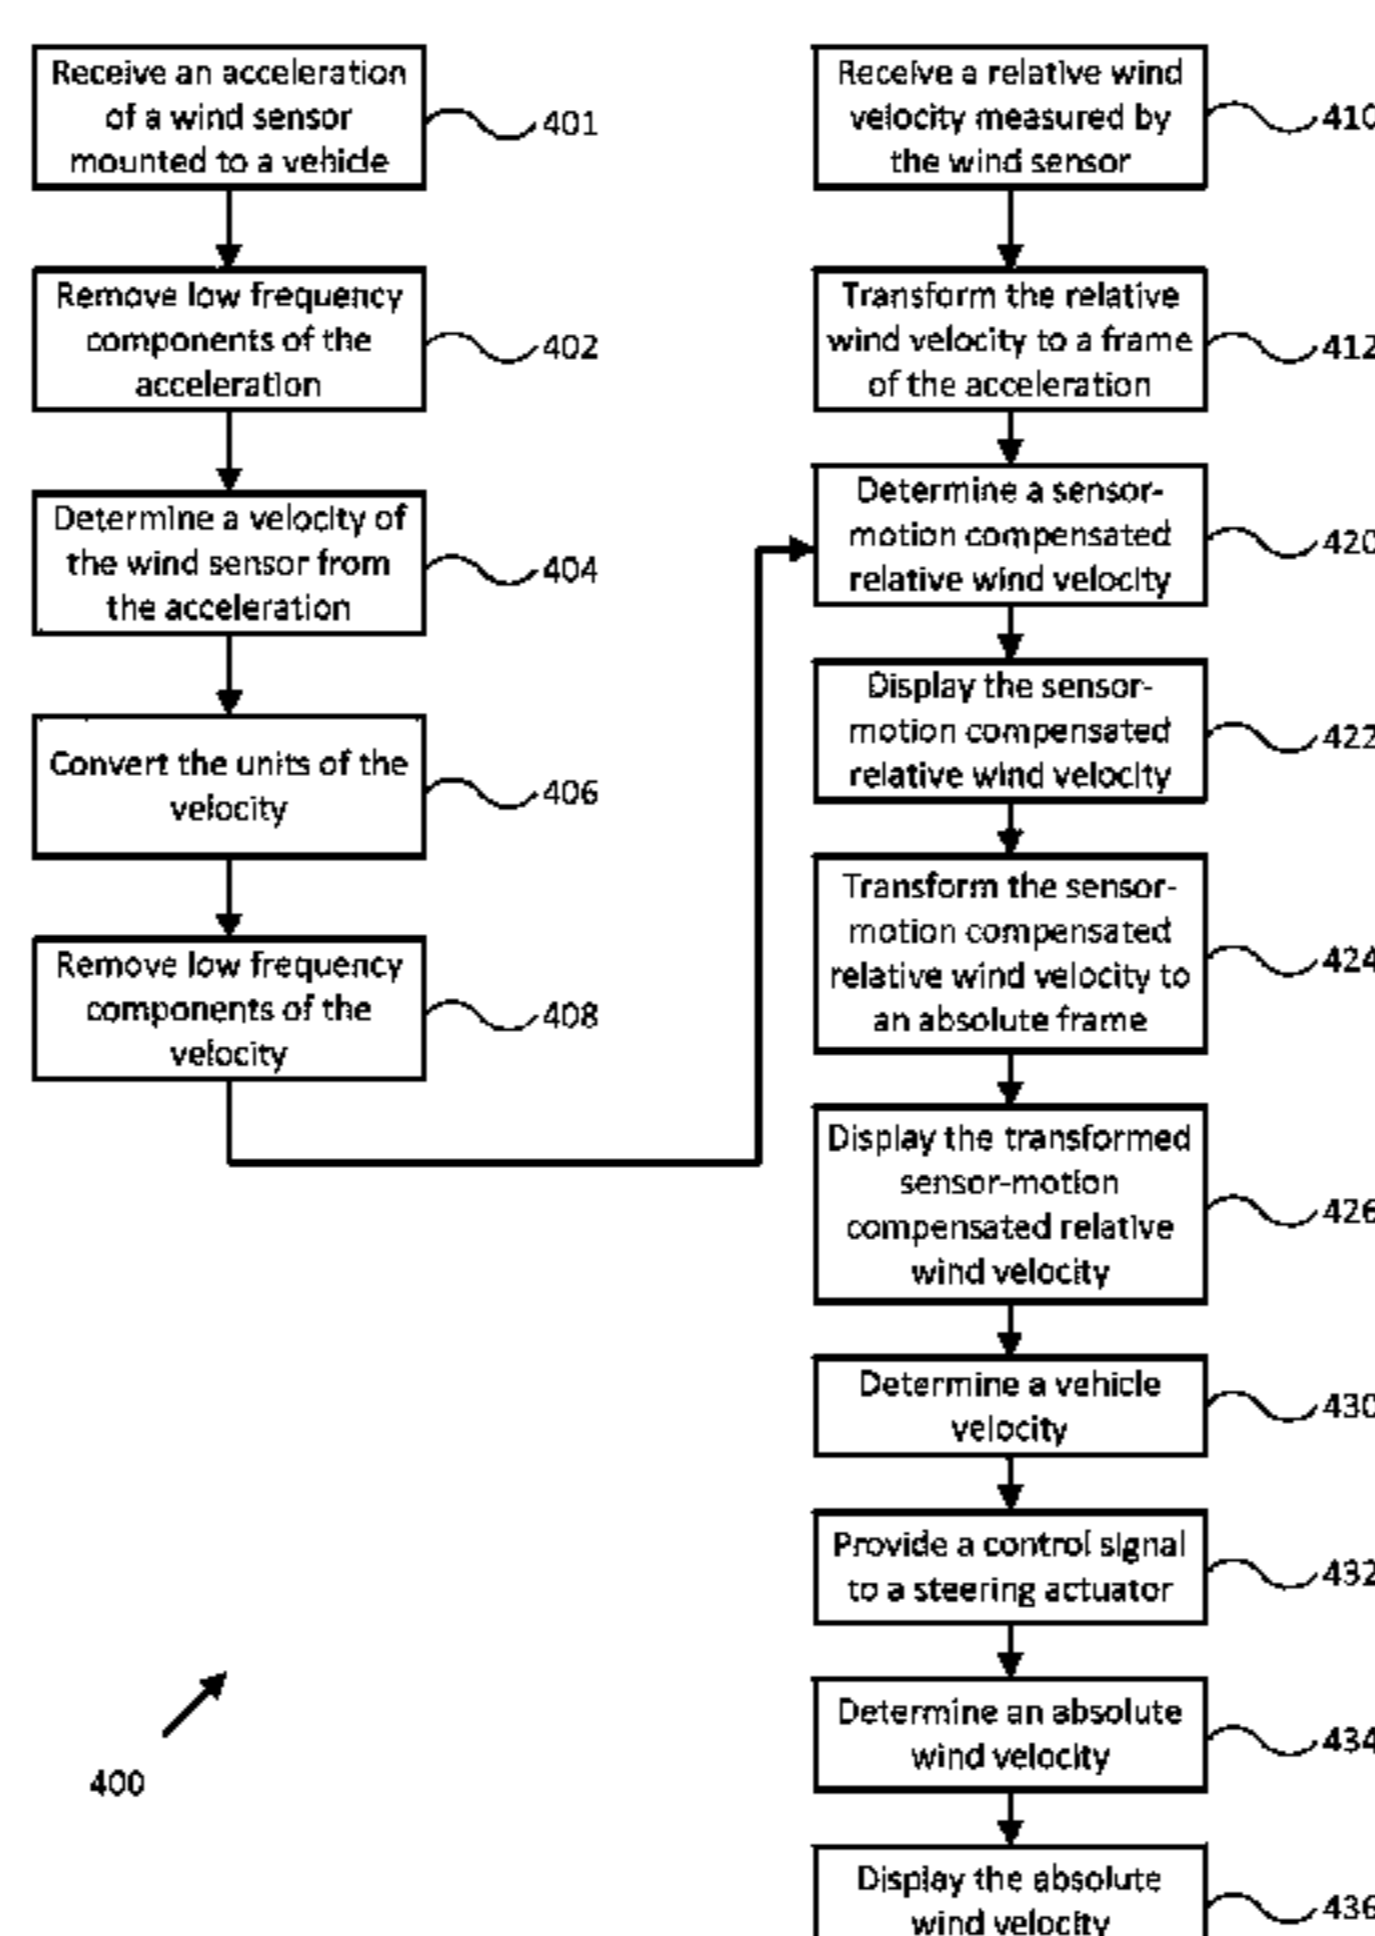 Receive an acceleration
of a wind sensor
mounted to a vehicle
401
Remove low frequency
components of the
acceleration
402
Determine a velocity of
the wind sensor from
the acceleration
404
Convert the units of the
velocity
406
Remove low frequency
components of the
velocity
408
400
Receive a relative wind
velocity measured by
the wind sensor
410
Transform the relative
wind velocity to a frame
of the acceleration
412
Determine a sensor-
motion compensated
relative wind velocity
420
Display the sensor-
motion compensated
relative wind velocity
422
Transform the sensor-
motion compensated
relative wind velocity to
an absolute frame
424
Display the transformed
sensor-motion
compensated relative
wind velocity
426
Determine a vehicle
velocity
430
Provide a control signal
to a steering actuator
432
Determine an absolute
wind velocity
434
Display the absolute
wind velocity
436